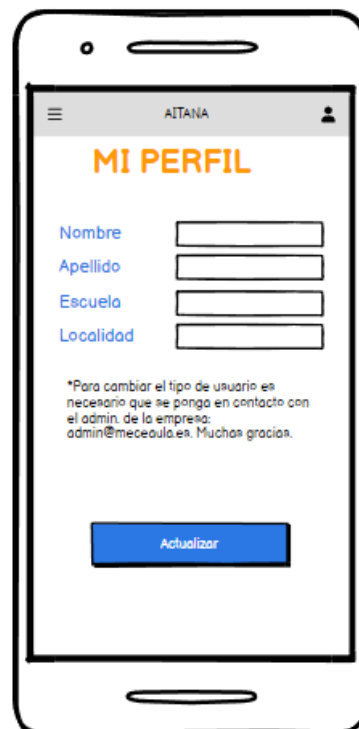 AITANA
MI PERFIL
Nombre
Apellido
Escuela
Localidad
*Para cambiar el tipo de usuario es
necesario que se ponga en contacto con
el admin. de la empresa:
admin@meceaula.es. Muchas gracias.
Actualizar